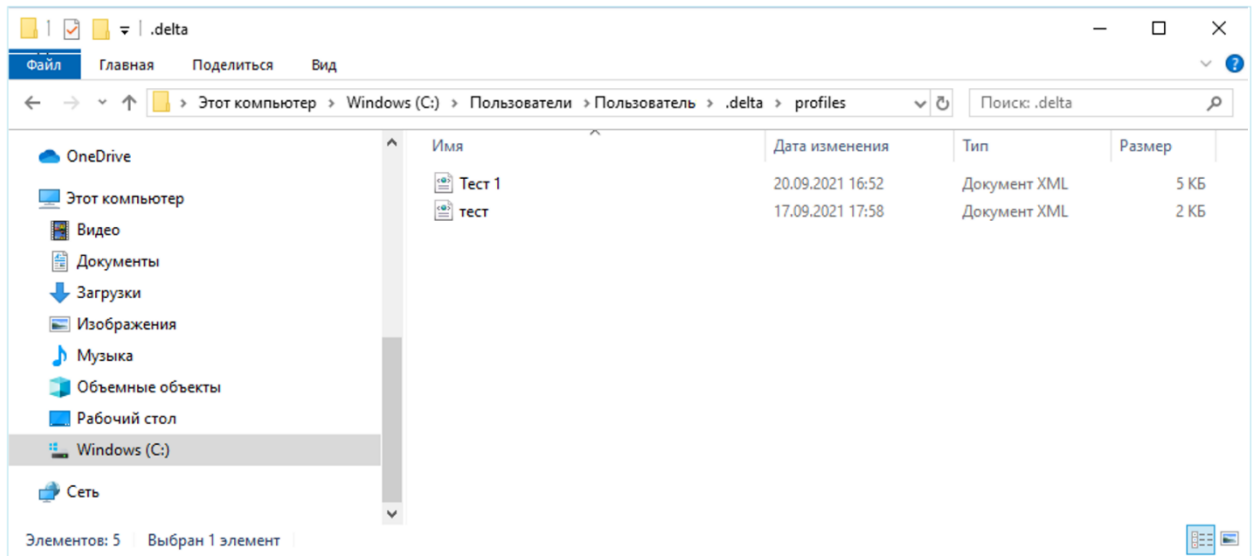 .delta
Файл Главная Поделиться Вид
Этот компьютер Windows (C:) Пользователи Пользователь .delta profiles Поиск: .delta
OneDrive
Этот компьютер
Видео
Документы
Загрузки
Изображения
Музыка
Объемные объекты
Рабочий стол
Windows (C:)
Сеть
Имя Дата изменения Тип Размер
Тест 1 20.09.2021 16:52 Документ XML 5 КБ
тест 17.09.2021 17:58 Документ XML 2 КБ
Элементов: 5 Выбран 1 элемент